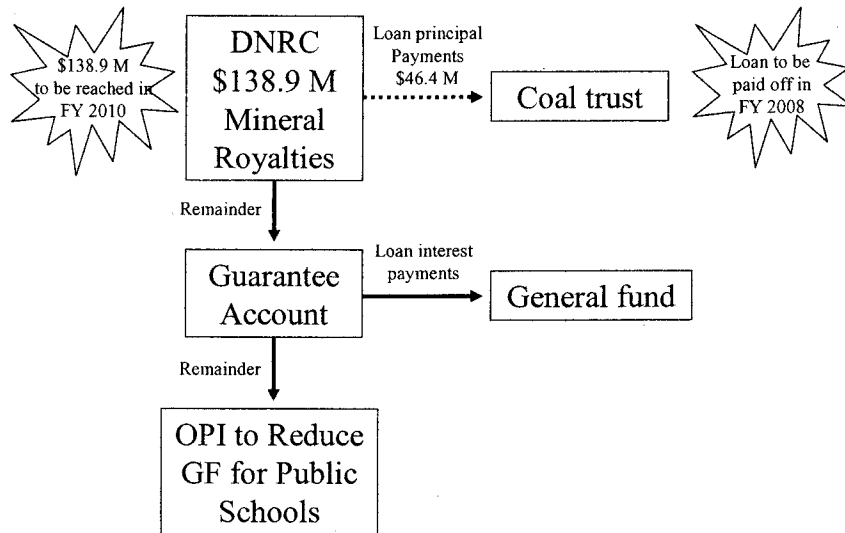 $138.9 M
to be reached in
FY 2010
DNRC
$138.9 M
Mineral
Royalties
Loan principal
Payments
$46.4 M
Coal trust
Loan to be
paid off in
FY 2008
Remainder
Guarantee
Account
Loan interest
payments
General fund
Remainder
OPI to Reduce
GF for Public
Schools